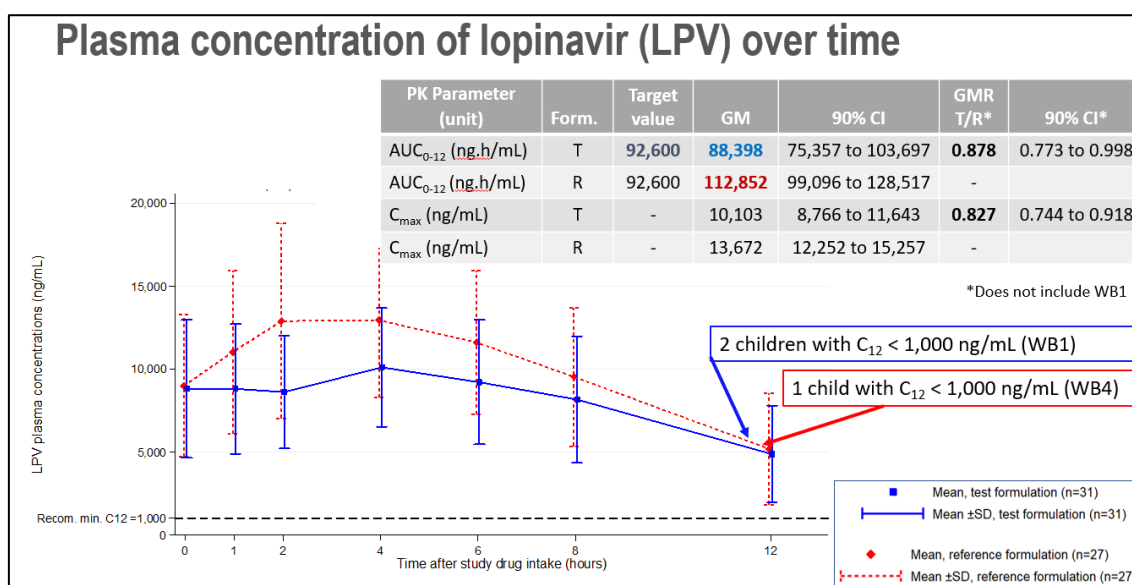 Plasma concentration of lopinavir (LPV) over time
PK Parameter (unit) Form. Target value GM 90% CI GMR T/R* 90% CI*
AUC0-12 (ng.h/mL) T 92,600 88,398 75,357 to 103,697 0.878 0.773 to 0.998
AUC0-12 (ng.h/mL) R 92,600 112,852 99,096 to 128,517 -
Cmax (ng/mL) T - 10,103 8,766 to 11,643 0.827 0.744 to 0.918
Cmax (ng/mL) R - 13,672 12,252 to 15,257 -
*Does not include WB1
LPV plasma concentrations (ng/mL)
20,000
15,000
10,000
5,000
Recom. min. C12 =1,000
0
2 children with C12 < 1,000 ng/mL (WB1)
1 child with C12 < 1,000 ng/mL (WB4)
0 1 2 4 6 8 12
Time after study drug intake (hours)
Mean, test formulation (n=31)
Mean ±SD, test formulation (n=31)
Mean, reference formulation (n=27)
Mean ±SD, reference formulation (n=27